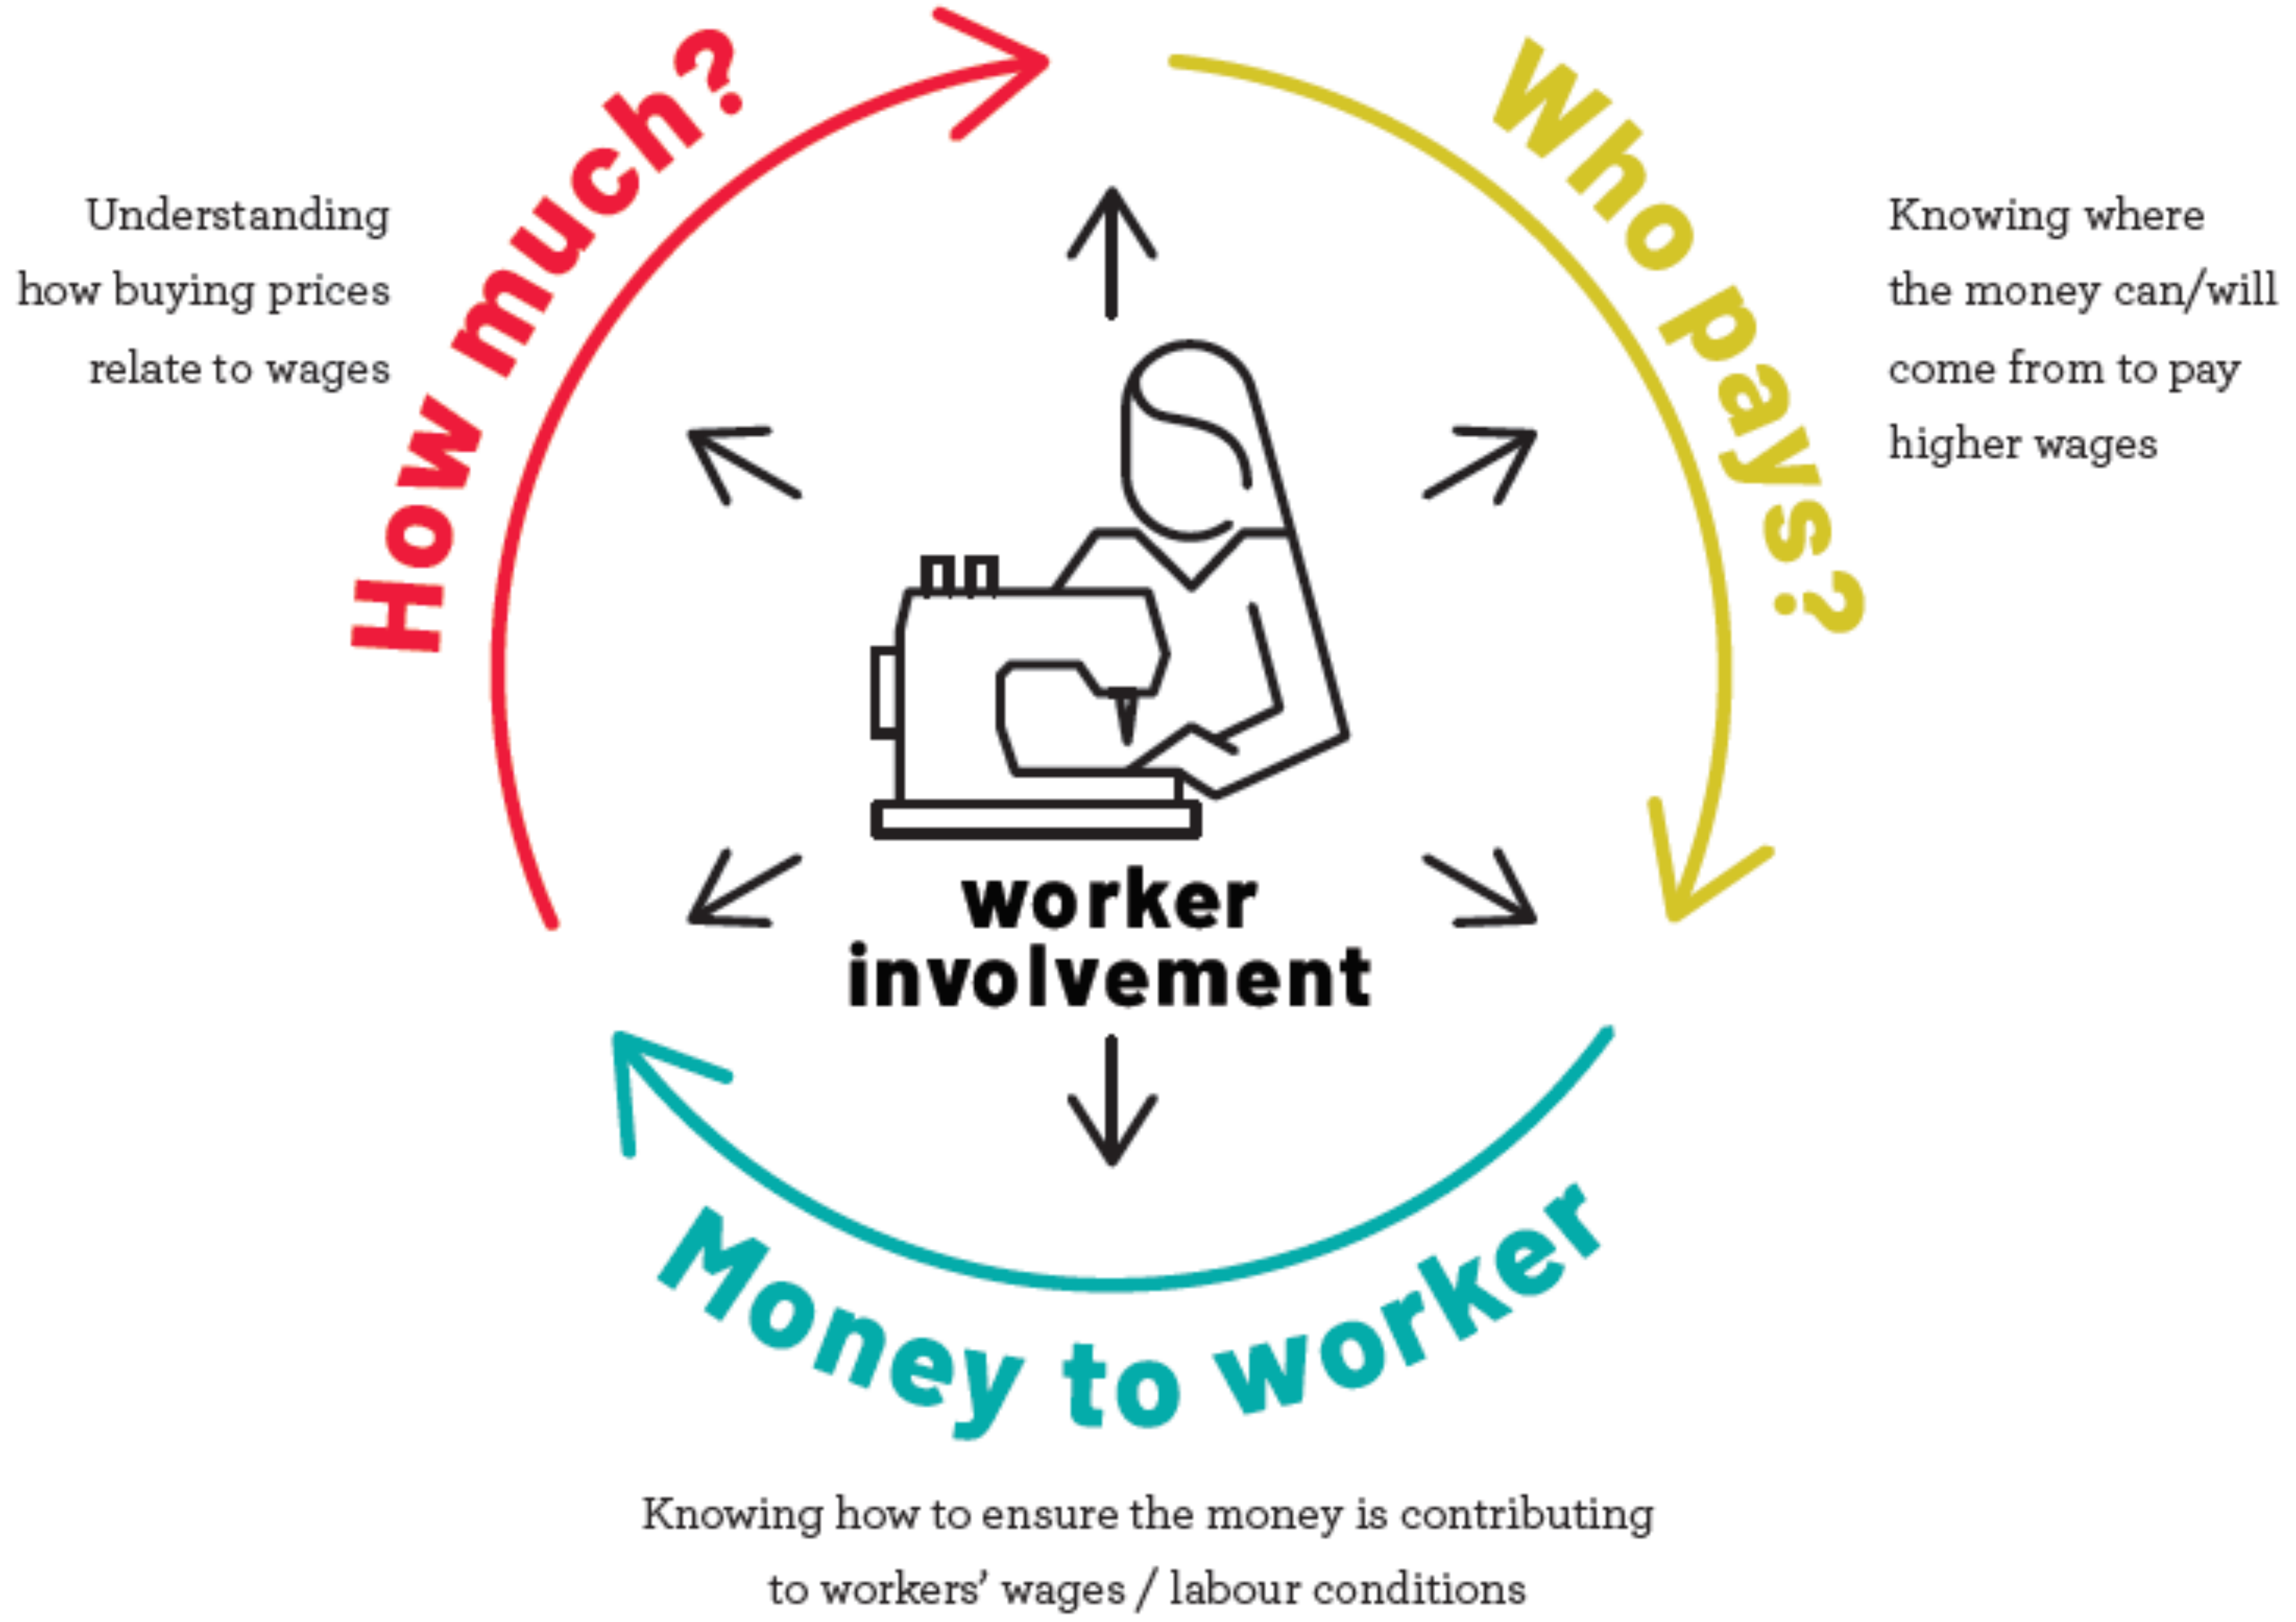 How much?
Understanding
how buying prices
relate to wages
Who pays?
Knowing where
the money can/will
come from to pay
higher wages
worker
involvement
Money to worker
Knowing how to ensure the money is contributing
to workers’ wages / labour conditions